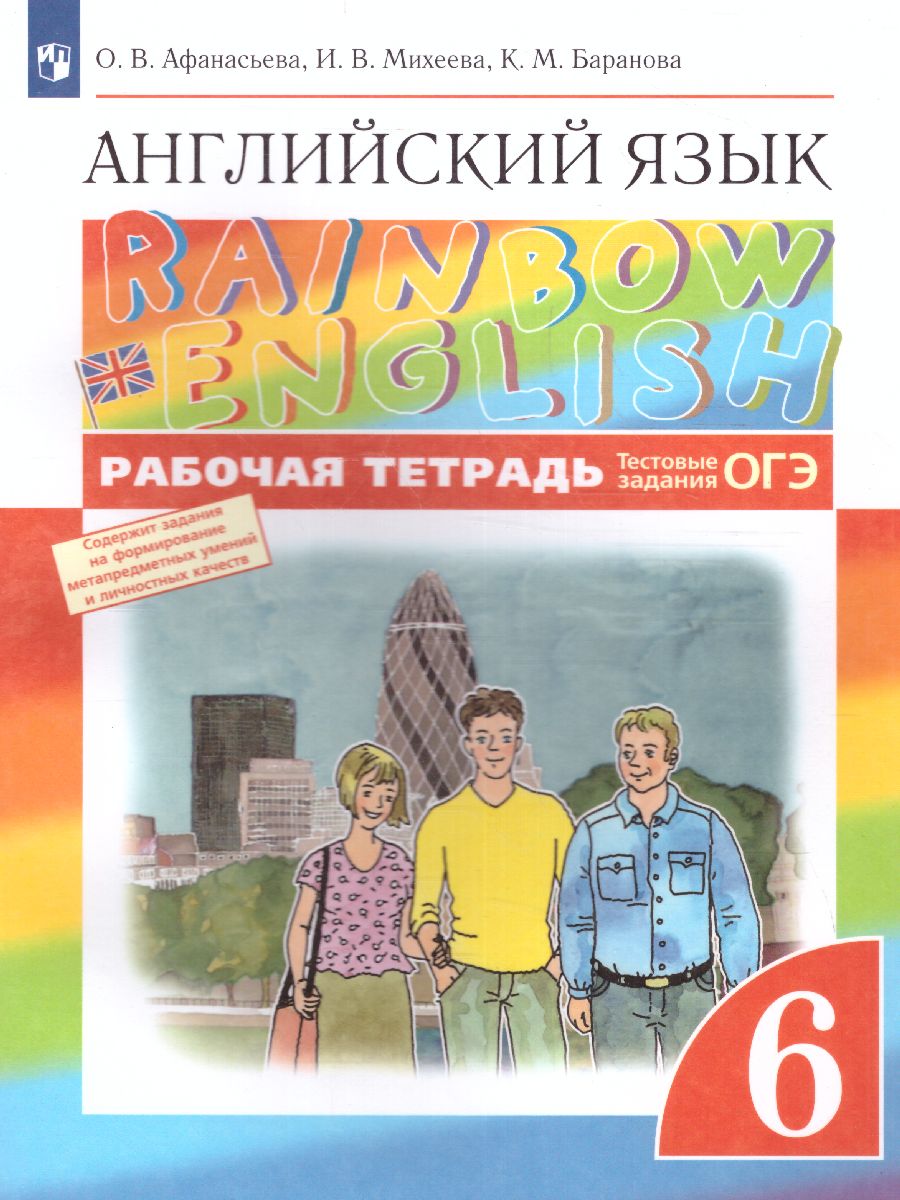 ИП
О. В. Афанасьева, И. В. Михеева, К. М. Баранова
АНГЛИЙСКИЙ ЯЗЫК
RAINBOW
ENGLISH
РАБОЧАЯ ТЕТРАДЬ
Тестовые
задания ОГЭ
Содержит задания
на формирование
метапредметных умений
и личностных качеств
6